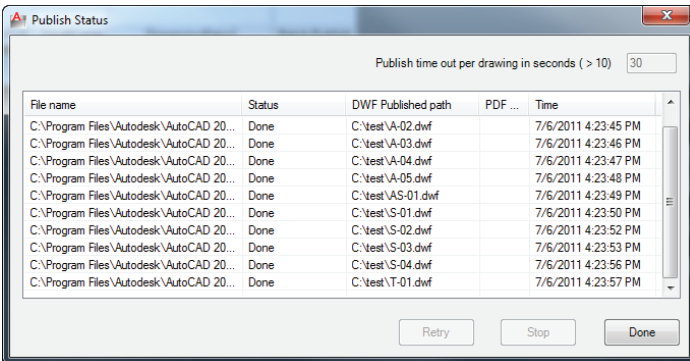 Publish Status
Publish time out per drawing in seconds ( > 10) 30
File name Status DWF Published path PDF ... Time
C:\Program Files\Autodesk\AutoCAD 20... Done C:\test\A-02.dwf 7/6/2011 4:23:45 PM
C:\Program Files\Autodesk\AutoCAD 20... Done C:\test\A-03.dwf 7/6/2011 4:23:46 PM
C:\Program Files\Autodesk\AutoCAD 20... Done C:\test\A-04.dwf 7/6/2011 4:23:47 PM
C:\Program Files\Autodesk\AutoCAD 20... Done C:\test\A-05.dwf 7/6/2011 4:23:48 PM
C:\Program Files\Autodesk\AutoCAD 20... Done C:\test\AS-01.dwf 7/6/2011 4:23:49 PM
C:\Program Files\Autodesk\AutoCAD 20... Done C:\test\S-01.dwf 7/6/2011 4:23:50 PM
C:\Program Files\Autodesk\AutoCAD 20... Done C:\test\S-02.dwf 7/6/2011 4:23:52 PM
C:\Program Files\Autodesk\AutoCAD 20... Done C:\test\S-03.dwf 7/6/2011 4:23:53 PM
C:\Program Files\Autodesk\AutoCAD 20... Done C:\test\S-04.dwf 7/6/2011 4:23:56 PM
C:\Program Files\Autodesk\AutoCAD 20... Done C:\test\T-01.dwf 7/6/2011 4:23:57 PM
Retry Stop Done